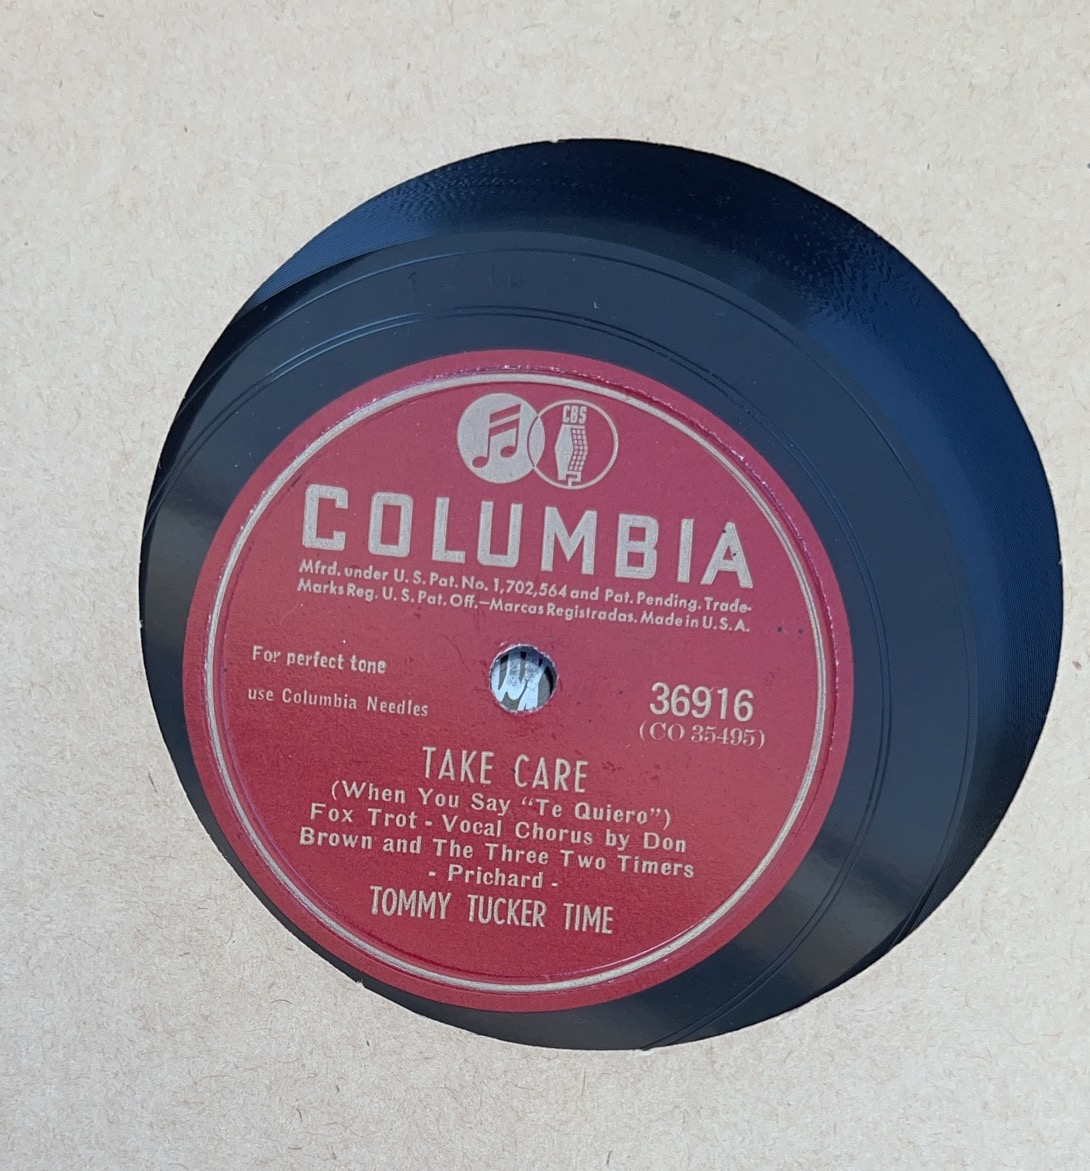 CBS
COLUMBIA
Mfrd. under U. S. Pat. No. 1,702,564 and Pat. Pending. Trade-
Marks Reg. U. S. Pat. Off.—Marcas Registradas. Made in U.S.A.
For perfect tone
use Columbia Needles
36916
(CO 35495)
TAKE CARE
(When You Say “Te Quiero”)
Fox Trot - Vocal Chorus by Don
Brown and The Three Two Timers
- Prichard -
TOMMY TUCKER TIME